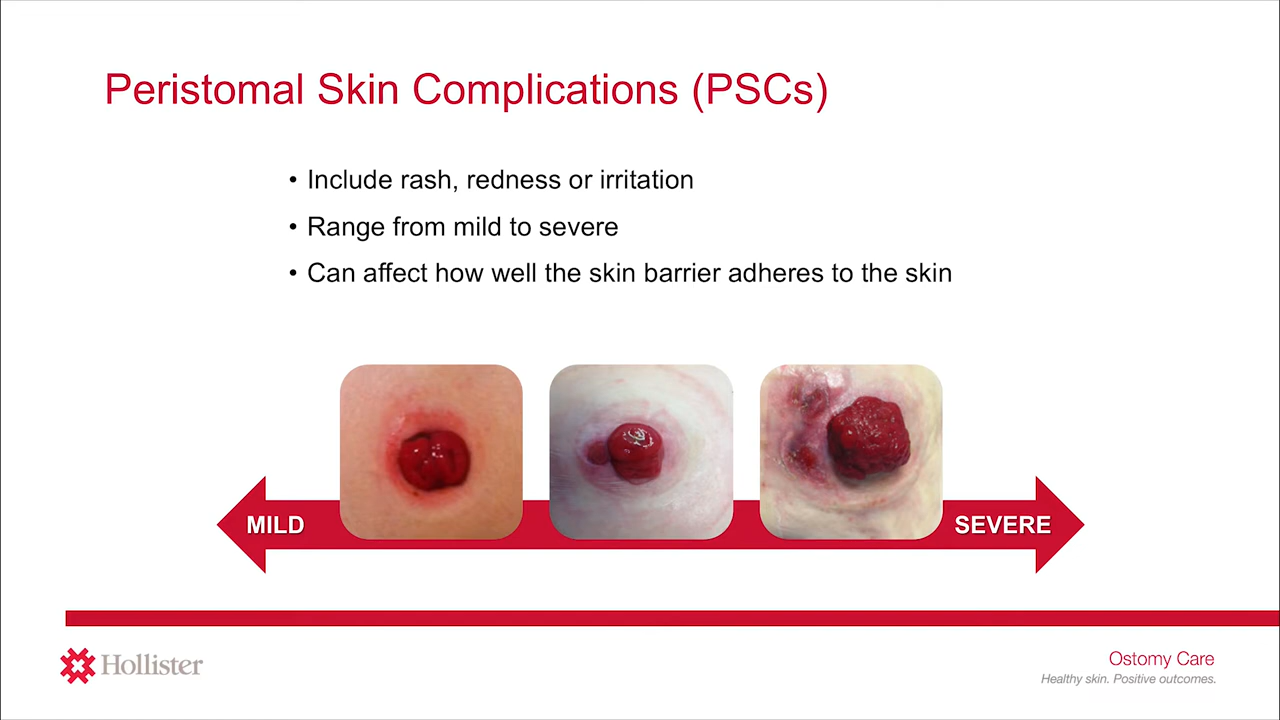 Peristomal Skin Complications (PSCs)
• Include rash, redness or irritation
• Range from mild to severe
• Can affect how well the skin barrier adheres to the skin
MILD
SEVERE
Hollister
Ostomy Care
Healthy skin. Positive outcomes.